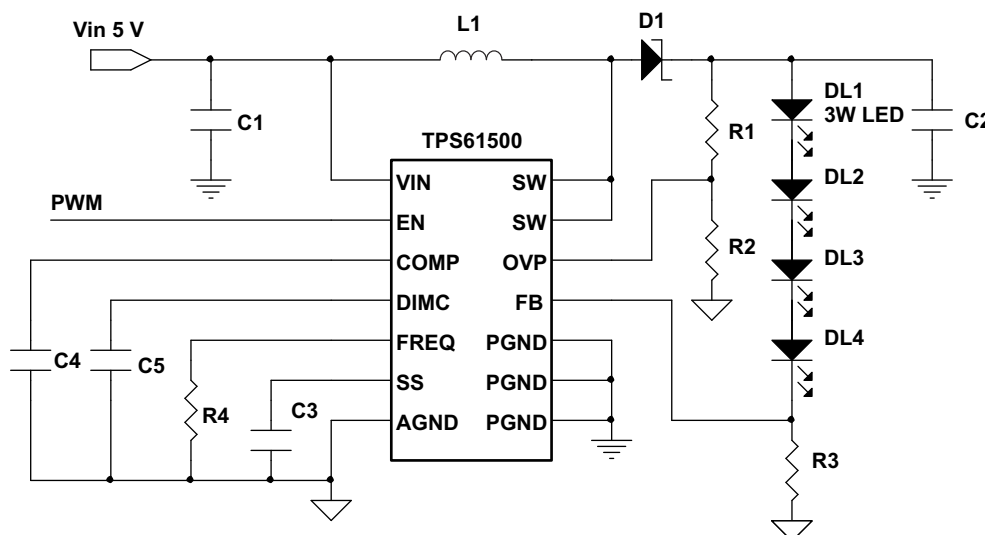 Vin 5 V
L1
D1
C1
R1
DL1
3W LED
C2
TPS61500
VIN
SW
PWM
EN
SW
DL2
R2
COMP
OVP
DL3
DIMC
FB
C4
C5
FREQ
PGND
DL4
R4
C3
SS
PGND
AGND
PGND
R3